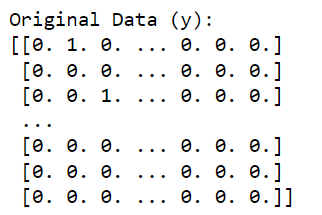 Original Data (y):
[[0. 1. 0. ... 0. 0. 0.]
 [0. 0. 0. ... 0. 0. 0.]
 [0. 0. 1. ... 0. 0. 0.]
 ...
 [0. 0. 0. ... 0. 0. 0.]
 [0. 0. 0. ... 0. 0. 0.]
 [0. 0. 0. ... 0. 0. 0.]]